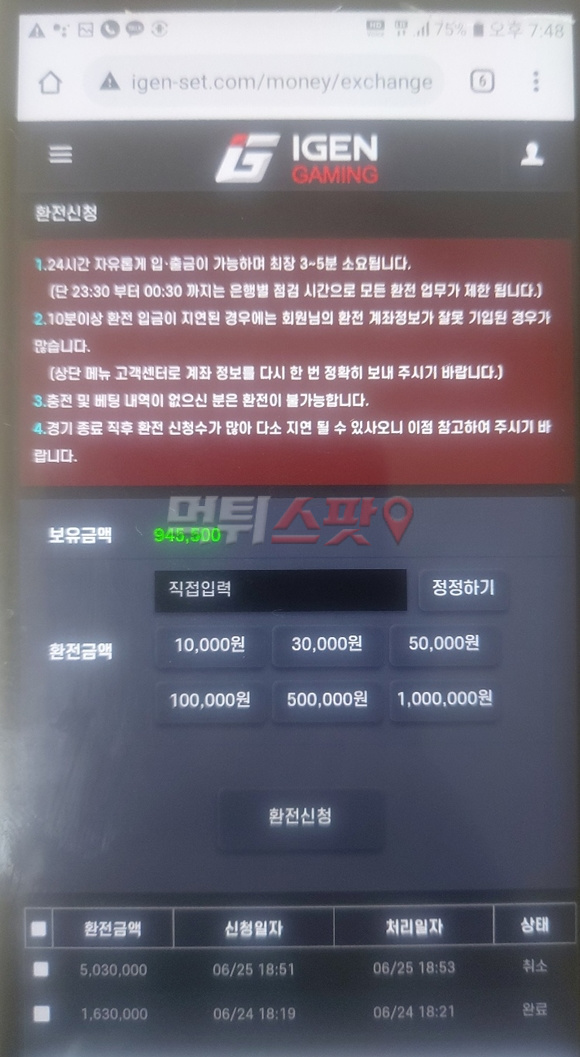 75% 오후 7:48
igen-set.com/money/exchange
6
IGEN
GAMING
환전신청
1.24시간 자유롭게 입·출금이 가능하며 최장 3~5분 소요됩니다.
(단 23:30 부터 00:30 까지는 은행별 점검 시간으로 모든 환전 업무가 제한 됩니다.)
2.10분이상 환전 입금이 지연된 경우에는 회원님의 환전 계좌정보가 잘못 기입된 경우가
많습니다.
(상단 메뉴 고객센터로 계좌 정보를 다시 한 번 정확히 보내 주시기 바랍니다.)
3.충전 및 베팅 내역이 없으신 분은 환전이 불가능합니다.
4.경기 종료 직후 환전 신청수가 많아 다소 지연 될 수 있사오니 이점 참고하여 주시기 바
랍니다.
먹튀스팟
보유금액 945,500
직접입력 정정하기
환전금액
10,000원 30,000원 50,000원
100,000원 500,000원 1,000,000원
환전신청
환전금액 신청일자 처리일자 상태
5,030,000 06/25 18:51 06/25 18:53 취소
1,630,000 06/24 18:19 06/24 18:21 완료